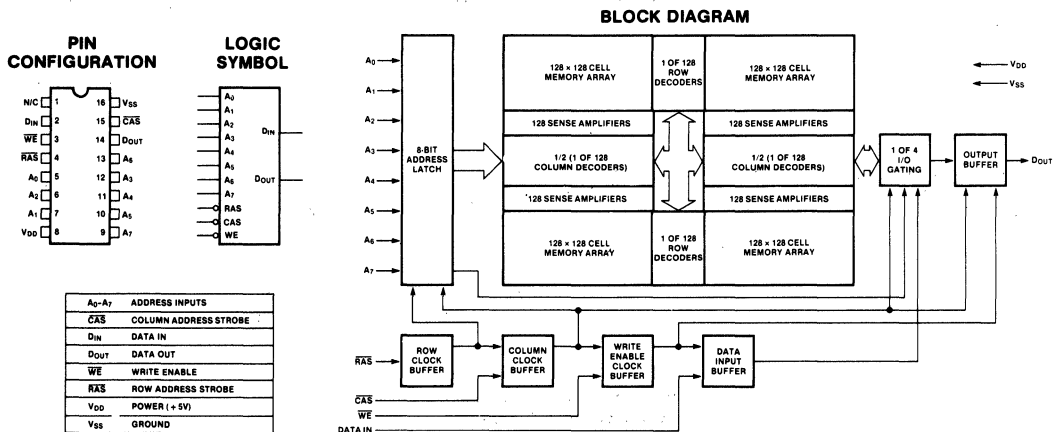 PIN
CONFIGURATION
N/C 1 16 VSS
DIN 2 15 CAS
WE 3 14 DOUT
RAS 4 13 A6
A0 5 12 A3
A2 6 11 A4
A1 7 10 A5
VDD 8 9 A7
LOGIC
SYMBOL
A0
A1
A2
A3
A4
A5
A6
A7
RAS
CAS
WE
DIN
DOUT
A0-A7 ADDRESS INPUTS
CAS COLUMN ADDRESS STROBE
DIN DATA IN
DOUT DATA OUT
WE WRITE ENABLE
RAS ROW ADDRESS STROBE
VDD POWER (+5V)
VSS GROUND
BLOCK DIAGRAM
A0
A1
A2
A3
A4
A5
A6
A7
8-BIT
ADDRESS
LATCH
128 × 128 CELL
MEMORY ARRAY
1 OF 128
ROW
DECODERS
128 × 128 CELL
MEMORY ARRAY
128 SENSE AMPLIFIERS
128 SENSE AMPLIFIERS
1/2 (1 OF 128
COLUMN DECODERS)
1/2 (1 OF 128
COLUMN DECODERS)
128 SENSE AMPLIFIERS
128 SENSE AMPLIFIERS
128 × 128 CELL
MEMORY ARRAY
1 OF 128
ROW
DECODERS
128 × 128 CELL
MEMORY ARRAY
VDD
VSS
1 OF 4
I/O
GATING
OUTPUT
BUFFER
DOUT
RAS
ROW
CLOCK
BUFFER
COLUMN
CLOCK
BUFFER
WRITE
ENABLE
CLOCK
BUFFER
DATA
INPUT
BUFFER
CAS
WE
DATA IN